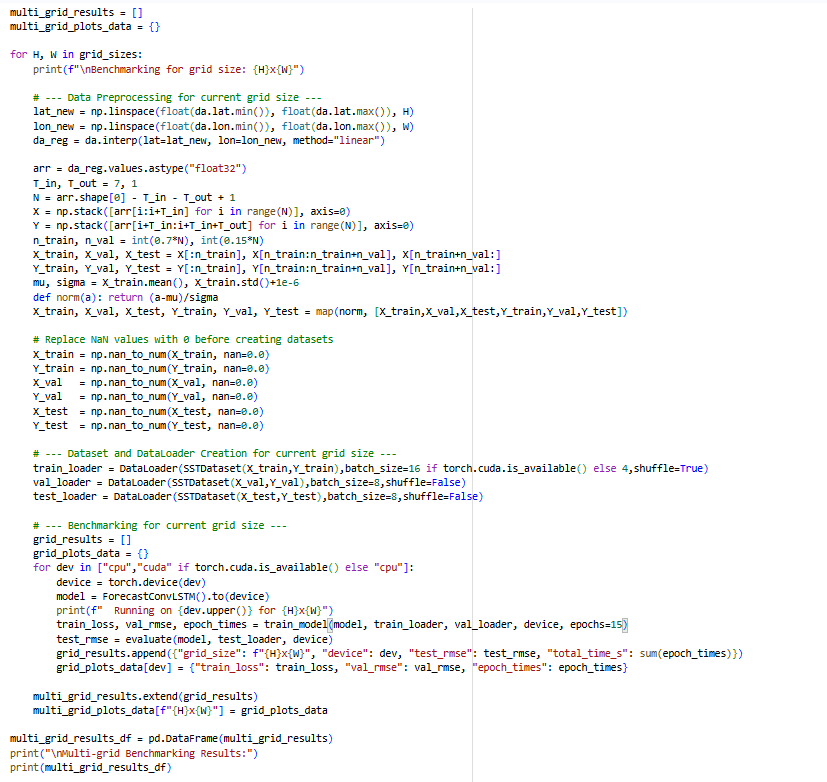 multi_grid_results = []
multi_grid_plots_data = {}
for H, W in grid_sizes:
    print(f"\nBenchmarking for grid size: {H}x{W}")
    # --- Data Preprocessing for current grid size ---
    lat_new = np.linspace(float(da.lat.min()), float(da.lat.max()), H)
    lon_new = np.linspace(float(da.lon.min()), float(da.lon.max()), W)
    da_reg = da.interp(lat=lat_new, lon=lon_new, method="linear")
    arr = da_reg.values.astype("float32")
    T_in, T_out = 7, 1
    N = arr.shape[0] - T_in - T_out + 1
    X = np.stack([arr[i:i+T_in] for i in range(N)], axis=0)
    Y = np.stack([arr[i+T_in:i+T_in+T_out] for i in range(N)], axis=0)
    n_train, n_val = int(0.7*N), int(0.15*N)
    X_train, X_val, X_test = X[:n_train], X[n_train:n_train+n_val], X[n_train+n_val:]
    Y_train, Y_val, Y_test = Y[:n_train], Y[n_train:n_train+n_val], Y[n_train+n_val:]
    mu, sigma = X_train.mean(), X_train.std()+1e-6
    def norm(a): return (a-mu)/sigma
    X_train, X_val, X_test, Y_train, Y_val, Y_test = map(norm, [X_train,X_val,X_test,Y_train,Y_val,Y_test])
    # Replace NaN values with 0 before creating datasets
    X_train = np.nan_to_num(X_train, nan=0.0)
    Y_train = np.nan_to_num(Y_train, nan=0.0)
    X_val   = np.nan_to_num(X_val, nan=0.0)
    Y_val   = np.nan_to_num(Y_val, nan=0.0)
    X_test  = np.nan_to_num(X_test, nan=0.0)
    Y_test  = np.nan_to_num(Y_test, nan=0.0)
    # --- Dataset and DataLoader Creation for current grid size ---
    train_loader = DataLoader(SSTDataset(X_train,Y_train),batch_size=16 if torch.cuda.is_available() else 4,shuffle=True)
    val_loader = DataLoader(SSTDataset(X_val,Y_val),batch_size=8,shuffle=False)
    test_loader = DataLoader(SSTDataset(X_test,Y_test),batch_size=8,shuffle=False)
    # --- Benchmarking for current grid size ---
    grid_results = []
    grid_plots_data = {}
    for dev in ["cpu","cuda" if torch.cuda.is_available() else "cpu"]:
        device = torch.device(dev)
        model = ForecastConvLSTM().to(device)
        print(f"  Running on {dev.upper()} for {H}x{W}")
        train_loss, val_rmse, epoch_times = train_model(model, train_loader, val_loader, device, epochs=15)
        test_rmse = evaluate(model, test_loader, device)
        grid_results.append({"grid_size": f"{H}x{W}", "device": dev, "test_rmse": test_rmse, "total_time_s": sum(epoch_times)})
        grid_plots_data[dev] = {"train_loss": train_loss, "val_rmse": val_rmse, "epoch_times": epoch_times}
    multi_grid_results.extend(grid_results)
    multi_grid_plots_data[f"{H}x{W}"] = grid_plots_data
multi_grid_results_df = pd.DataFrame(multi_grid_results)
print("\nMulti-grid Benchmarking Results:")
print(multi_grid_results_df)